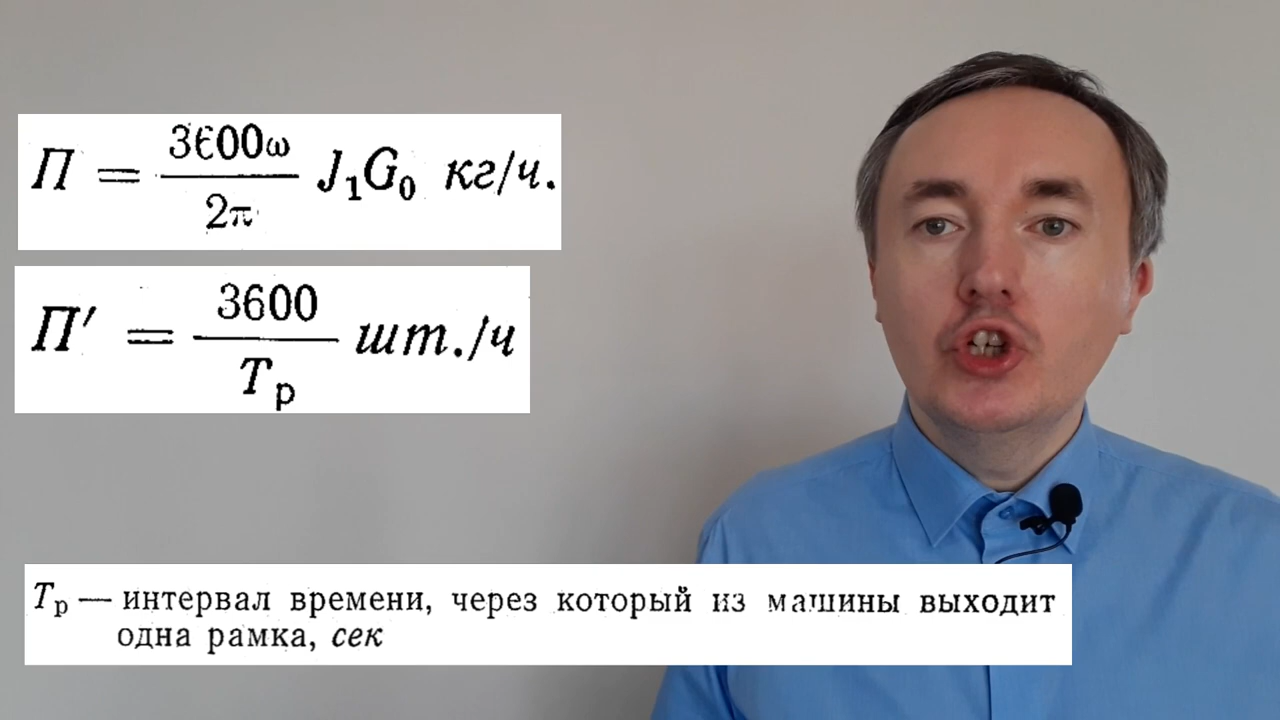 П = 3600ω / 2π J₁G₀ кг/ч.
П′ = 3600 / Tр шт./ч
Tр — интервал времени, через который из машины выходит
одна рамка, сек